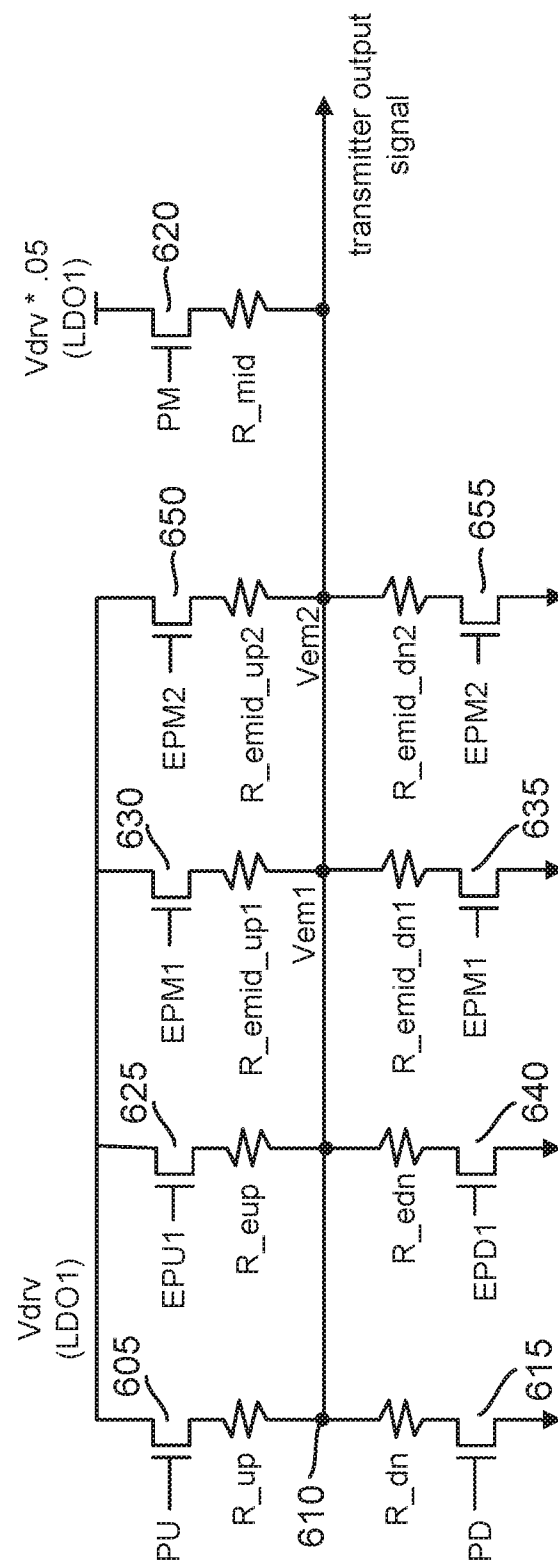 Vdrv
(LDO1)
Vdrv * .05
(LDO1)
605
625
630
650
620
PU
EPU1
EPM1
EPM2
PM
R_up
R_eup
R_emid_up1
R_emid_up2
R_mid
610
Vem1
Vem2
transmitter output
signal
R_dn
R_edn
R_emid_dn1
R_emid_dn2
615
640
635
655
PD
EPD1
EPM1
EPM2